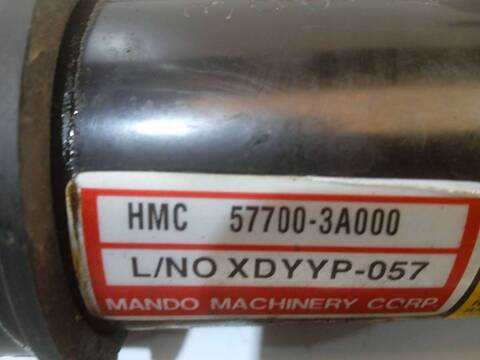 HMC 57700-3A000
L/NO XDYYP-057
MANDO MACHINERY CORP.